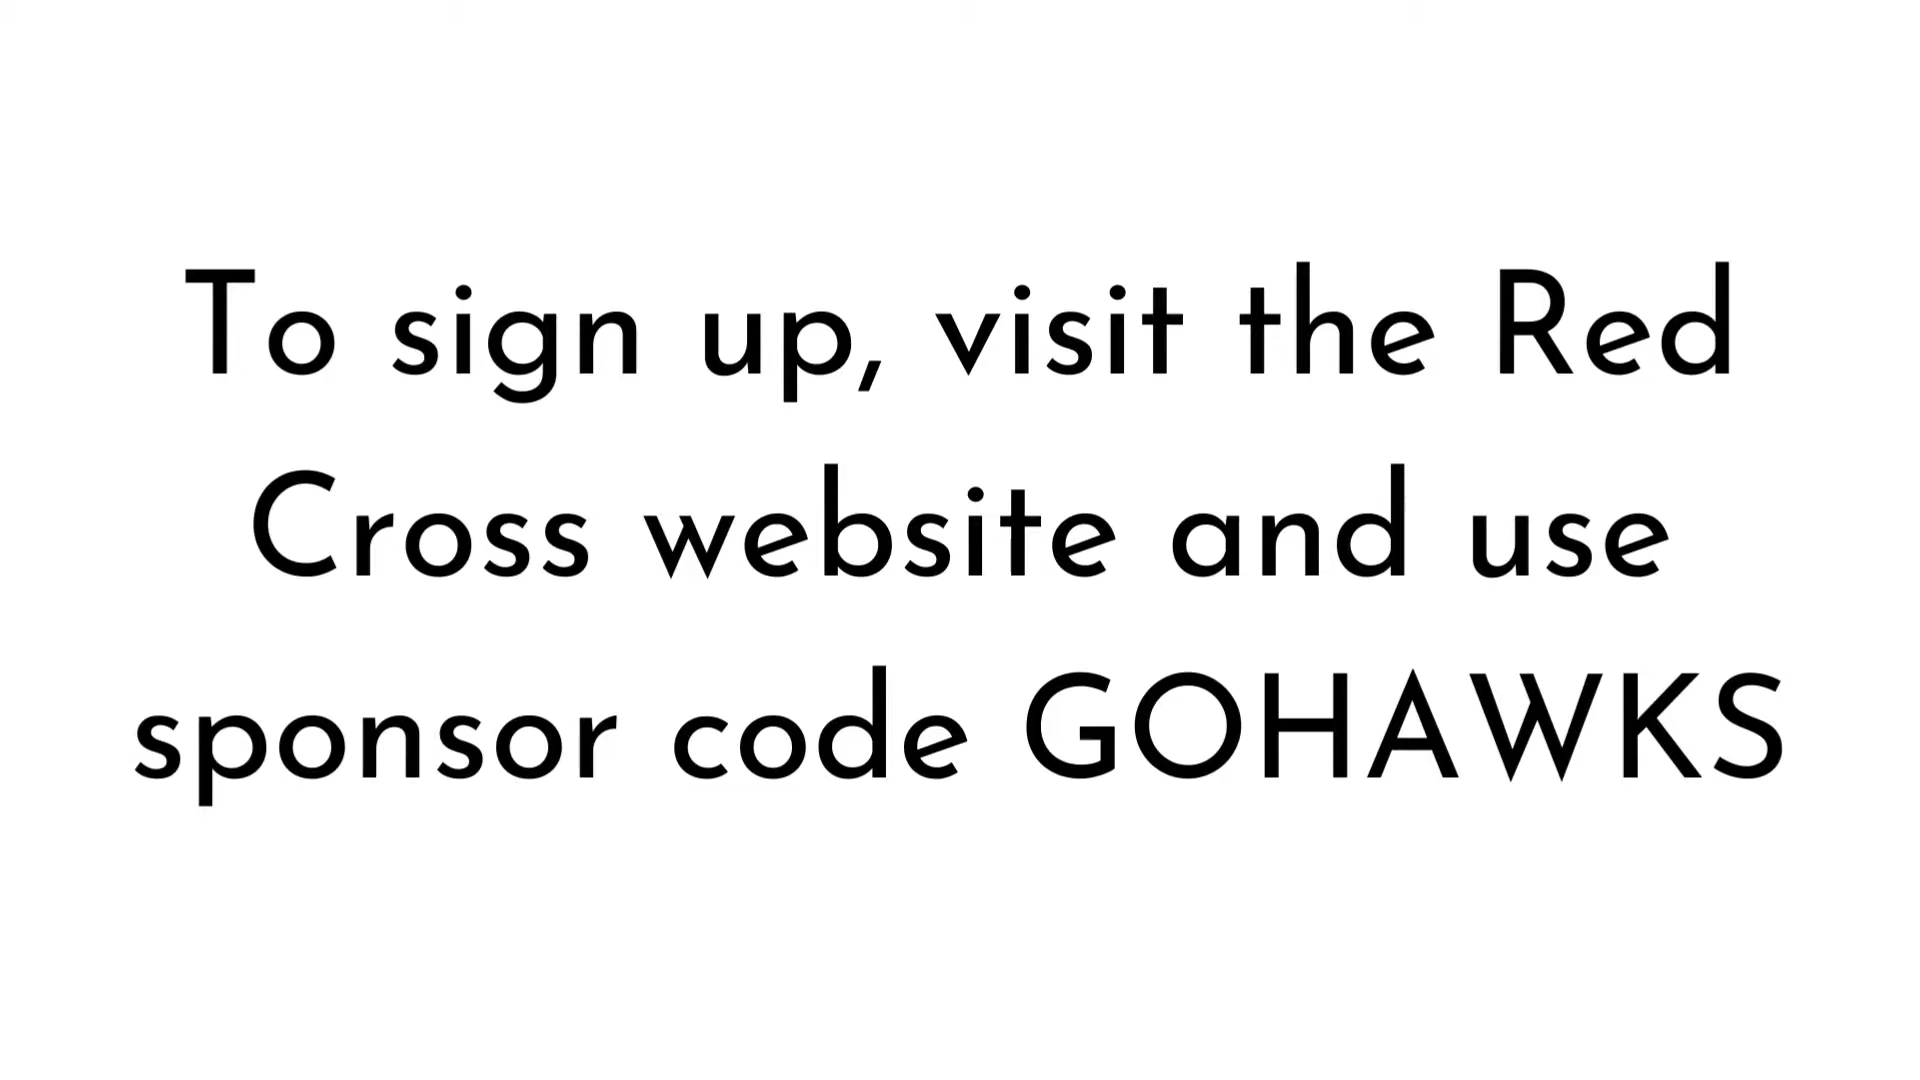 To sign up, visit the Red
Cross website and use
sponsor code GOHAWKS